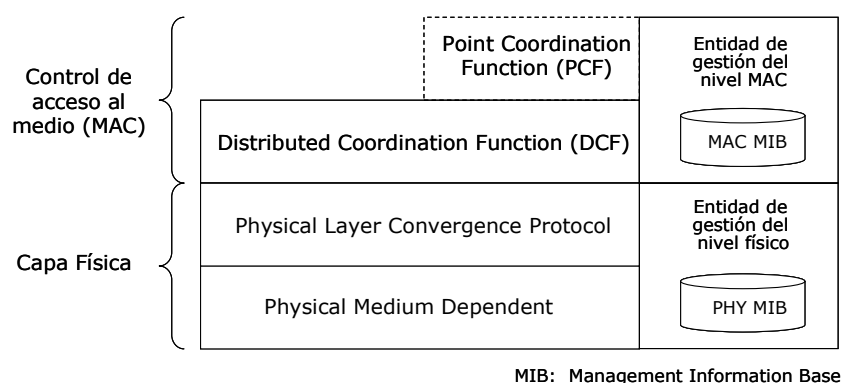 Control de
acceso al
medio (MAC)
Point Coordination
Function (PCF)
Entidad de
gestión del
nivel MAC
MAC MIB
Distributed Coordination Function (DCF)
Capa Física
Physical Layer Convergence Protocol
Physical Medium Dependent
Entidad de
gestión del
nivel físico
PHY MIB
MIB: Management Information Base